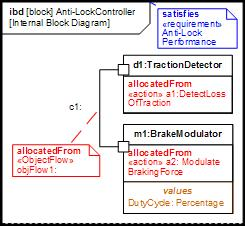 ibd [block] Anti-LockController
[Internal Block Diagram]
satisfies
«requirement»
Anti-Lock
Performance
d1:TractionDetector
allocatedFrom
«action» a1:DetectLoss
OfTraction
c1:
m1:BrakeModulator
allocatedFrom
«action» a2: Modulate
BrakingForce
allocatedFrom
«ObjectFlow»
objFlow1:
values
DutyCycle: Percentage